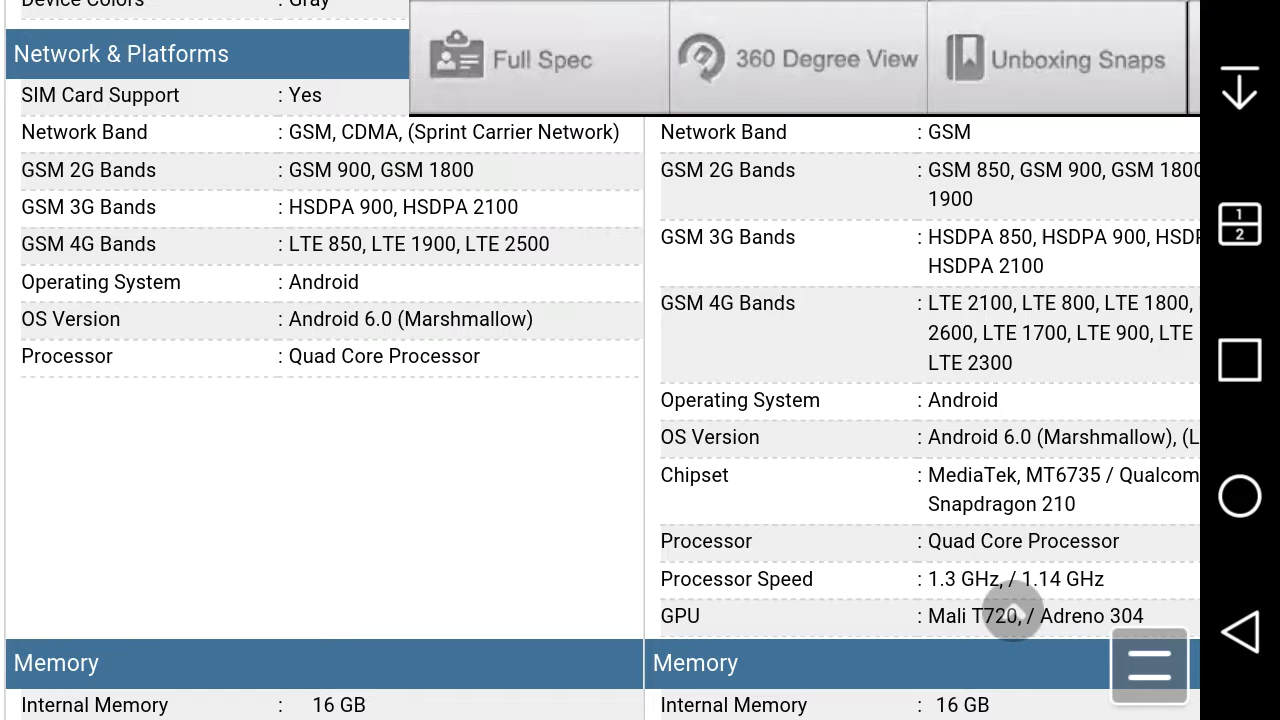 Device Colors : Gray
Full Spec
360 Degree View
Unboxing Snaps
Network & Platforms
SIM Card Support : Yes
Network Band : GSM, CDMA, (Sprint Carrier Network)
GSM 2G Bands : GSM 900, GSM 1800
GSM 3G Bands : HSDPA 900, HSDPA 2100
GSM 4G Bands : LTE 850, LTE 1900, LTE 2500
Operating System : Android
OS Version : Android 6.0 (Marshmallow)
Processor : Quad Core Processor
Memory
Internal Memory : 16 GB
Network Band : GSM
GSM 2G Bands : GSM 850, GSM 900, GSM 1800
1900
GSM 3G Bands : HSDPA 850, HSDPA 900,
HSDPA 2100
GSM 4G Bands : LTE 2100, LTE 800, LTE 1800,
2600, LTE 1700, LTE 900, LTE
LTE 2300
Operating System : Android
OS Version : Android 6.0 (Marshmallow), (L
Chipset : MediaTek, MT6735 / Qualcom
Snapdragon 210
Processor : Quad Core Processor
Processor Speed : 1.3 GHz, / 1.14 GHz
GPU : Mali T720, / Adreno 304
Memory
Internal Memory : 16 GB
1
2